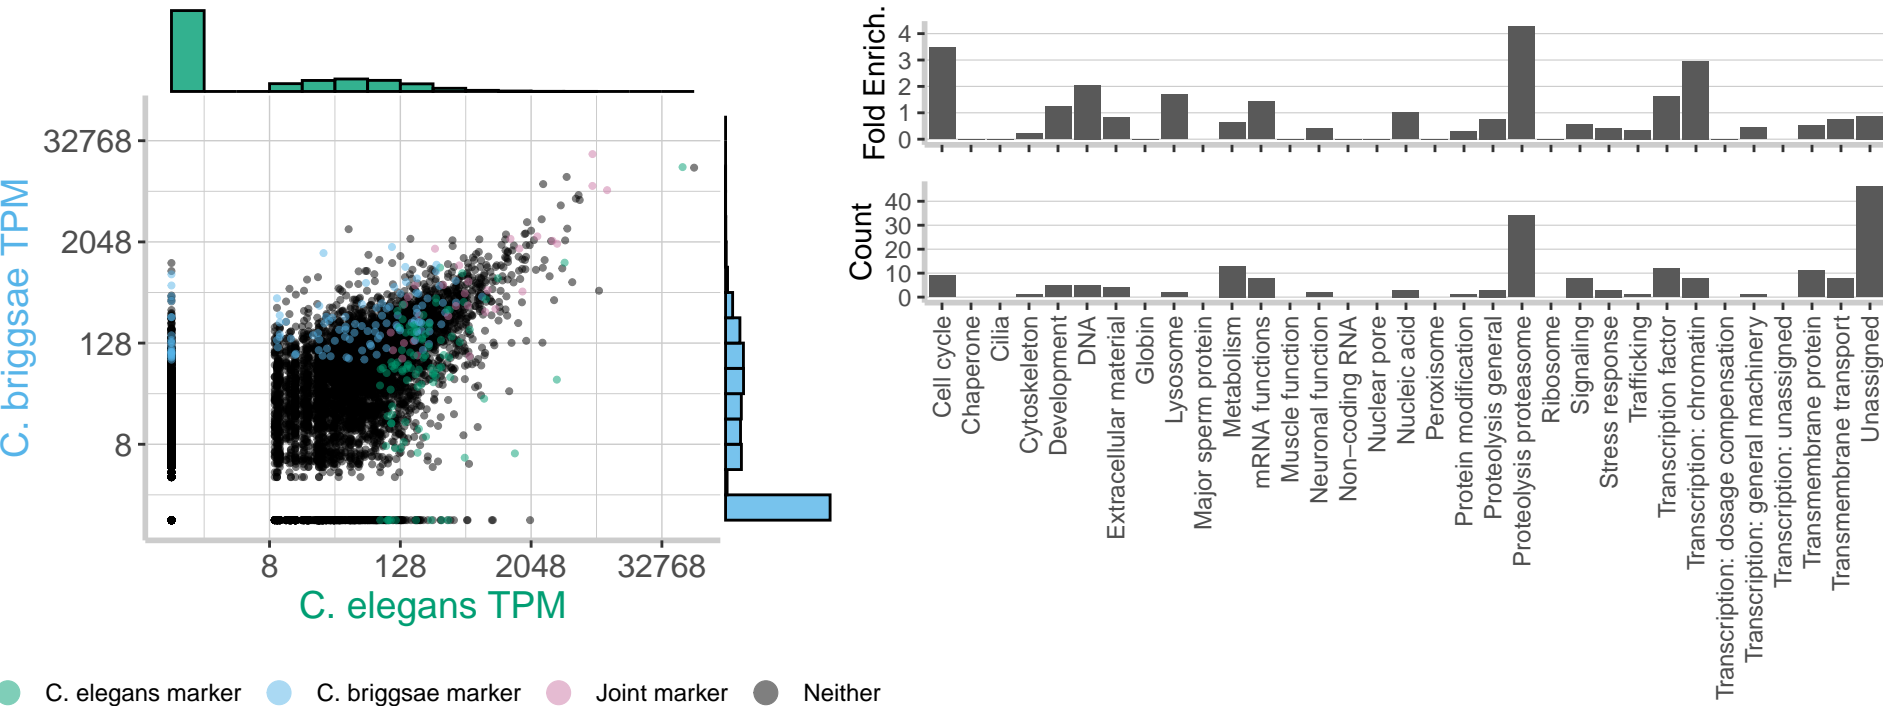 32768
2048
128
8
C. briggsae TPM
8
128
2048
32768
C. elegans TPM
C. elegans marker
C. briggsae marker
Joint marker
Neither
Fold Enrich.
4
3
2
1
0
Count
40
30
20
10
0
Cell cycle
Chaperone
Cilia
Cytoskeleton
Development
DNA
Extracellular material
Globin
Lysosome
Major sperm protein
Metabolism
mRNA functions
Muscle function
Neuronal function
Non−coding RNA
Nuclear pore
Nucleic acid
Peroxisome
Protein modification
Proteolysis general
Proteolysis proteasome
Ribosome
Signaling
Stress response
Trafficking
Transcription factor
Transcription: chromatin
Transcription: dosage compensation
Transcription: general machinery
Transcription: unassigned
Transmembrane protein
Transmembrane transport
Unassigned